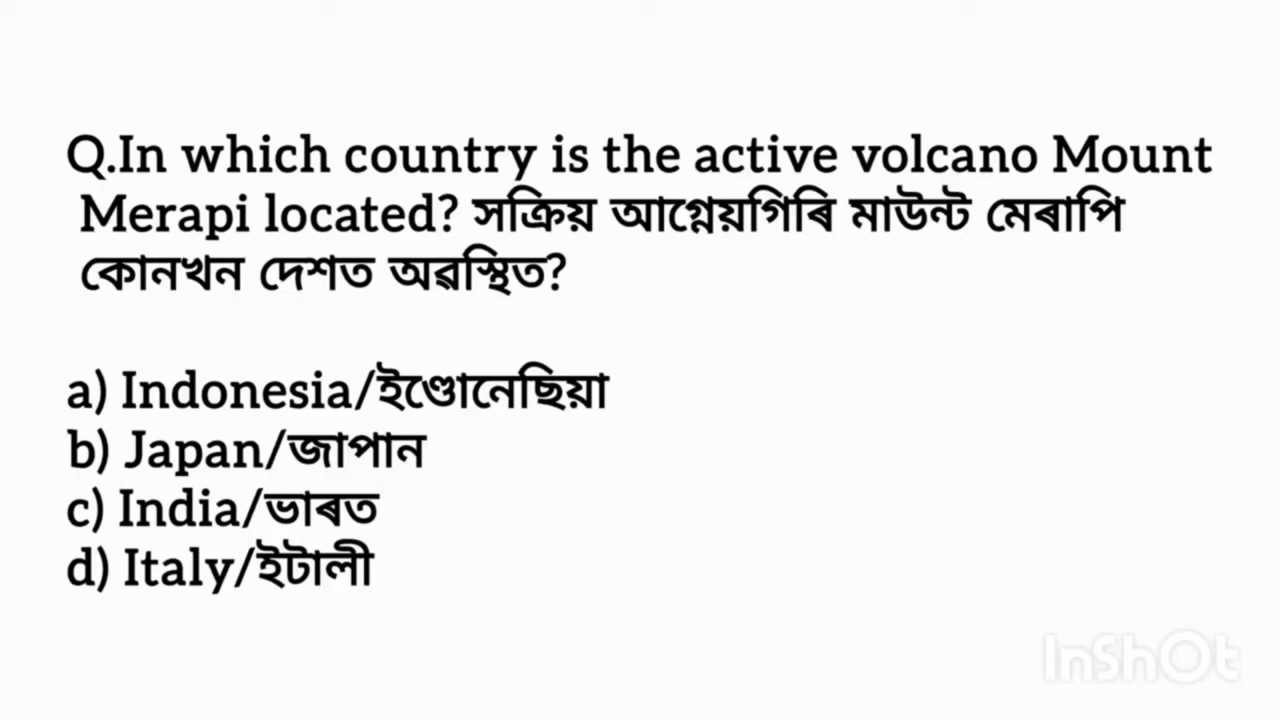 Q.In which country is the active volcano Mount
Merapi located? সক্ৰিয় আগ্নেয়গিৰি মাউন্ট মেৰাপি
কোনখন দেশত অৱস্থিত?
a) Indonesia/ইণ্ডোনেছিয়া
b) Japan/জাপান
c) India/ভাৰত
d) Italy/ইটালী
InShOt